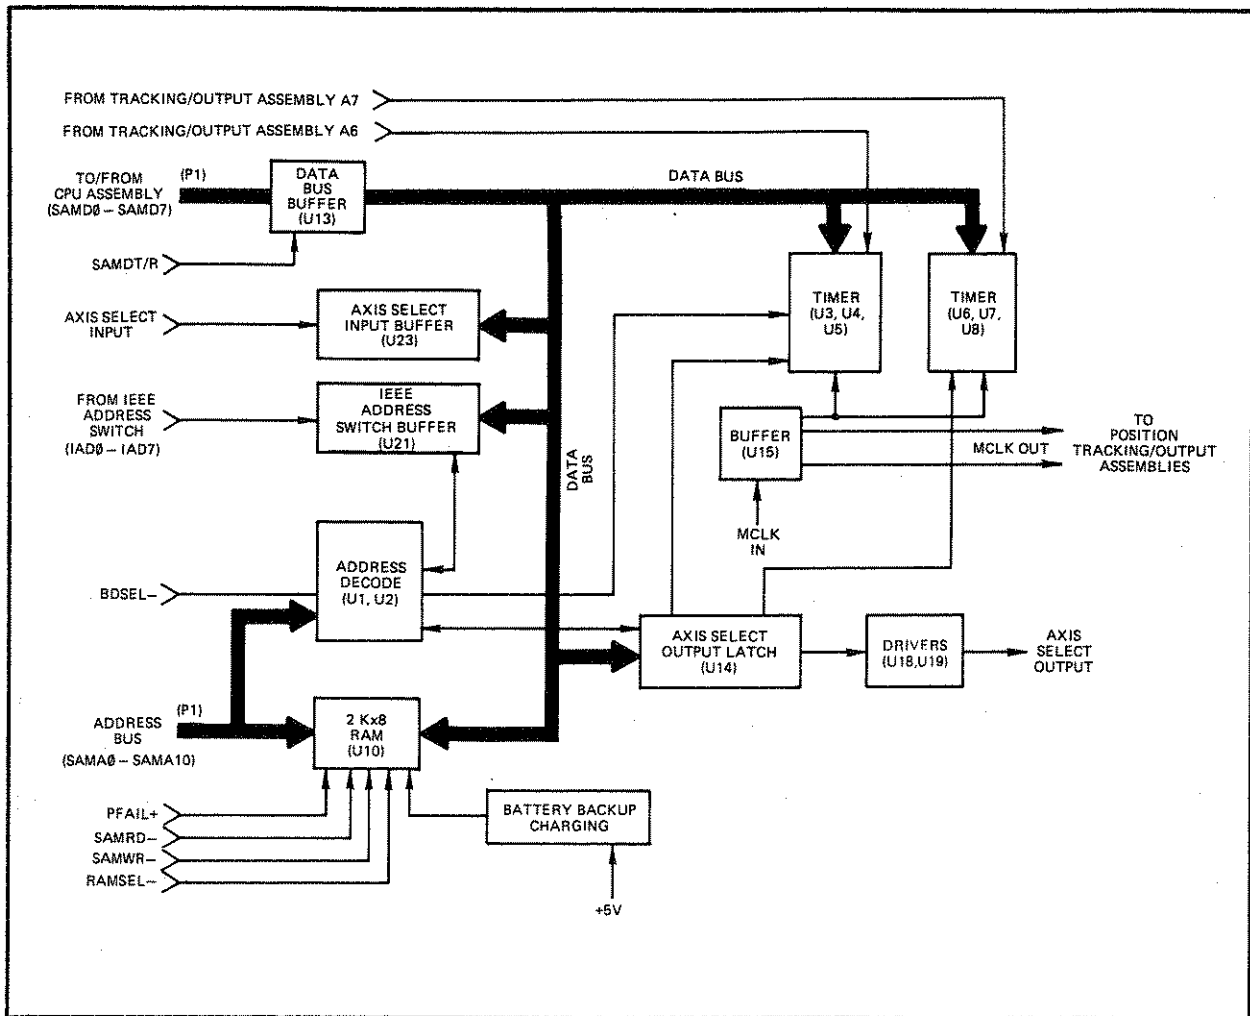 FROM TRACKING/OUTPUT ASSEMBLY A7
FROM TRACKING/OUTPUT ASSEMBLY A6
TO/FROM
CPU ASSEMBLY
(SAMDØ – SAMD7)
(P1)
DATA
BUS
BUFFER
(U13)
DATA BUS
SAMDT/R
AXIS SELECT
INPUT
AXIS SELECT
INPUT BUFFER
(U23)
TIMER
(U3, U4,
U5)
TIMER
(U6, U7,
U8)
FROM IEEE
ADDRESS
SWITCH
(IADØ – IAD7)
IEEE
ADDRESS
SWITCH BUFFER
(U21)
DATA
BUS
BUFFER
(U15)
MCLK OUT
TO
POSITION
TRACKING/OUTPUT
ASSEMBLIES
MCLK
IN
BDSEL–
ADDRESS
DECODE
(U1, U2)
AXIS SELECT
OUTPUT LATCH
(U14)
DRIVERS
(U18,U19)
AXIS
SELECT
OUTPUT
ADDRESS
BUS
(SAMAØ – SAMA10)
(P1)
2 Kx8
RAM
(U10)
PFAIL+
SAMRD–
SAMWR–
RAMSEL–
BATTERY BACKUP
CHARGING
+5V